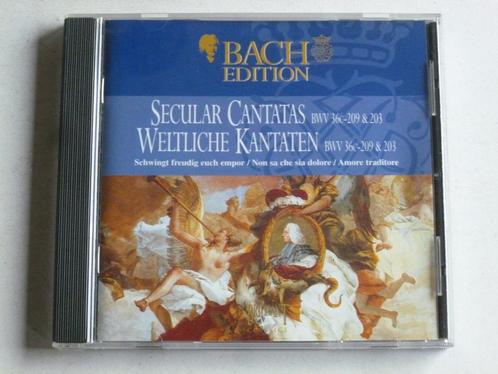 BACH
EDITION
SECULAR CANTATAS BWV 36c-209 & 203
WELTLICHE KANTATEN BWV 36c-209 & 203
Schwingt freudig euch empor / Non sa che sia dolore / Amore traditore